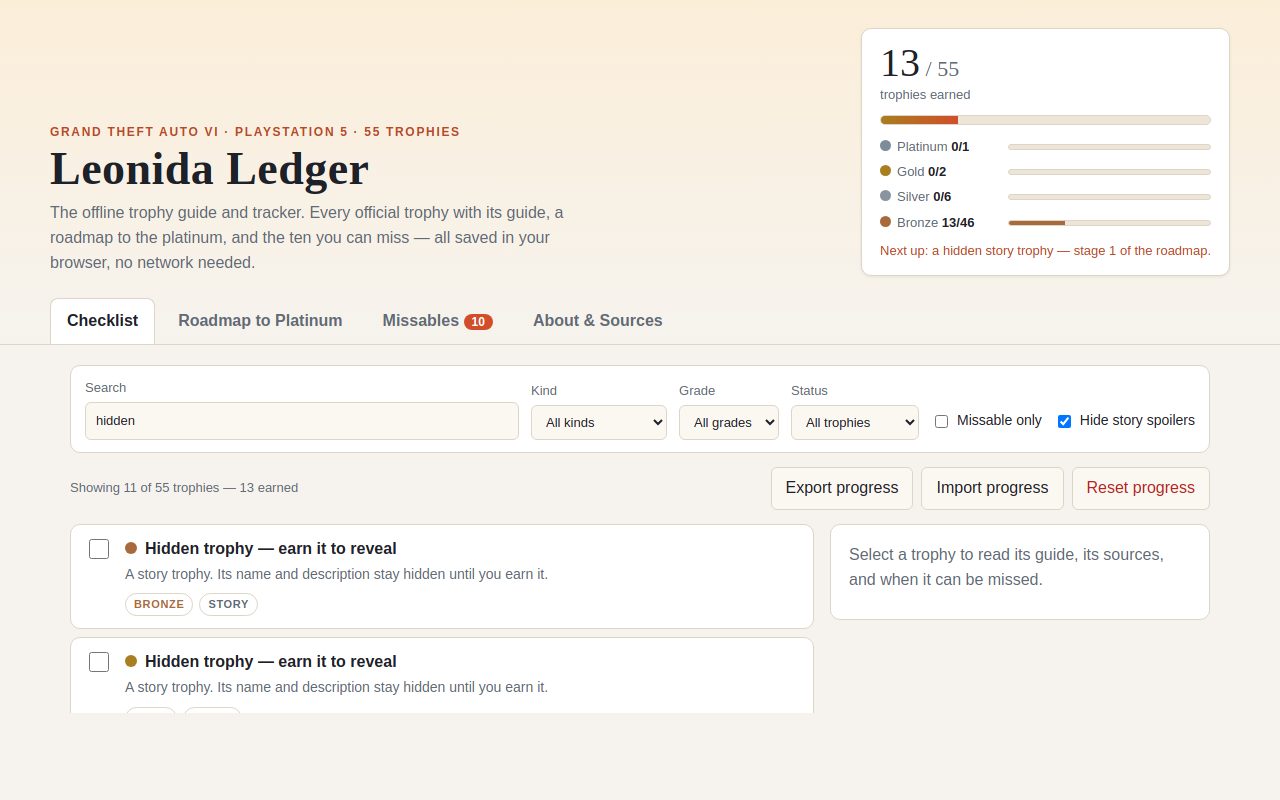 13 / 55
trophies earned
Platinum 0/1
Gold 0/2
Silver 0/6
Bronze 13/46
Next up: a hidden story trophy — stage 1 of the roadmap.
GRAND THEFT AUTO VI · PLAYSTATION 5 · 55 TROPHIES
Leonida Ledger
The offline trophy guide and tracker. Every official trophy with its guide, a
roadmap to the platinum, and the ten you can miss — all saved in your
browser, no network needed.
Checklist
Roadmap to Platinum
Missables 10
About & Sources
Search
hidden
Kind
All kinds
Grade
All grades
Status
All trophies
Missable only
Hide story spoilers
Showing 11 of 55 trophies — 13 earned
Export progress
Import progress
Reset progress
Hidden trophy — earn it to reveal
A story trophy. Its name and description stay hidden until you earn it.
BRONZE
STORY
Hidden trophy — earn it to reveal
A story trophy. Its name and description stay hidden until you earn it.
Select a trophy to read its guide, its sources,
and when it can be missed.